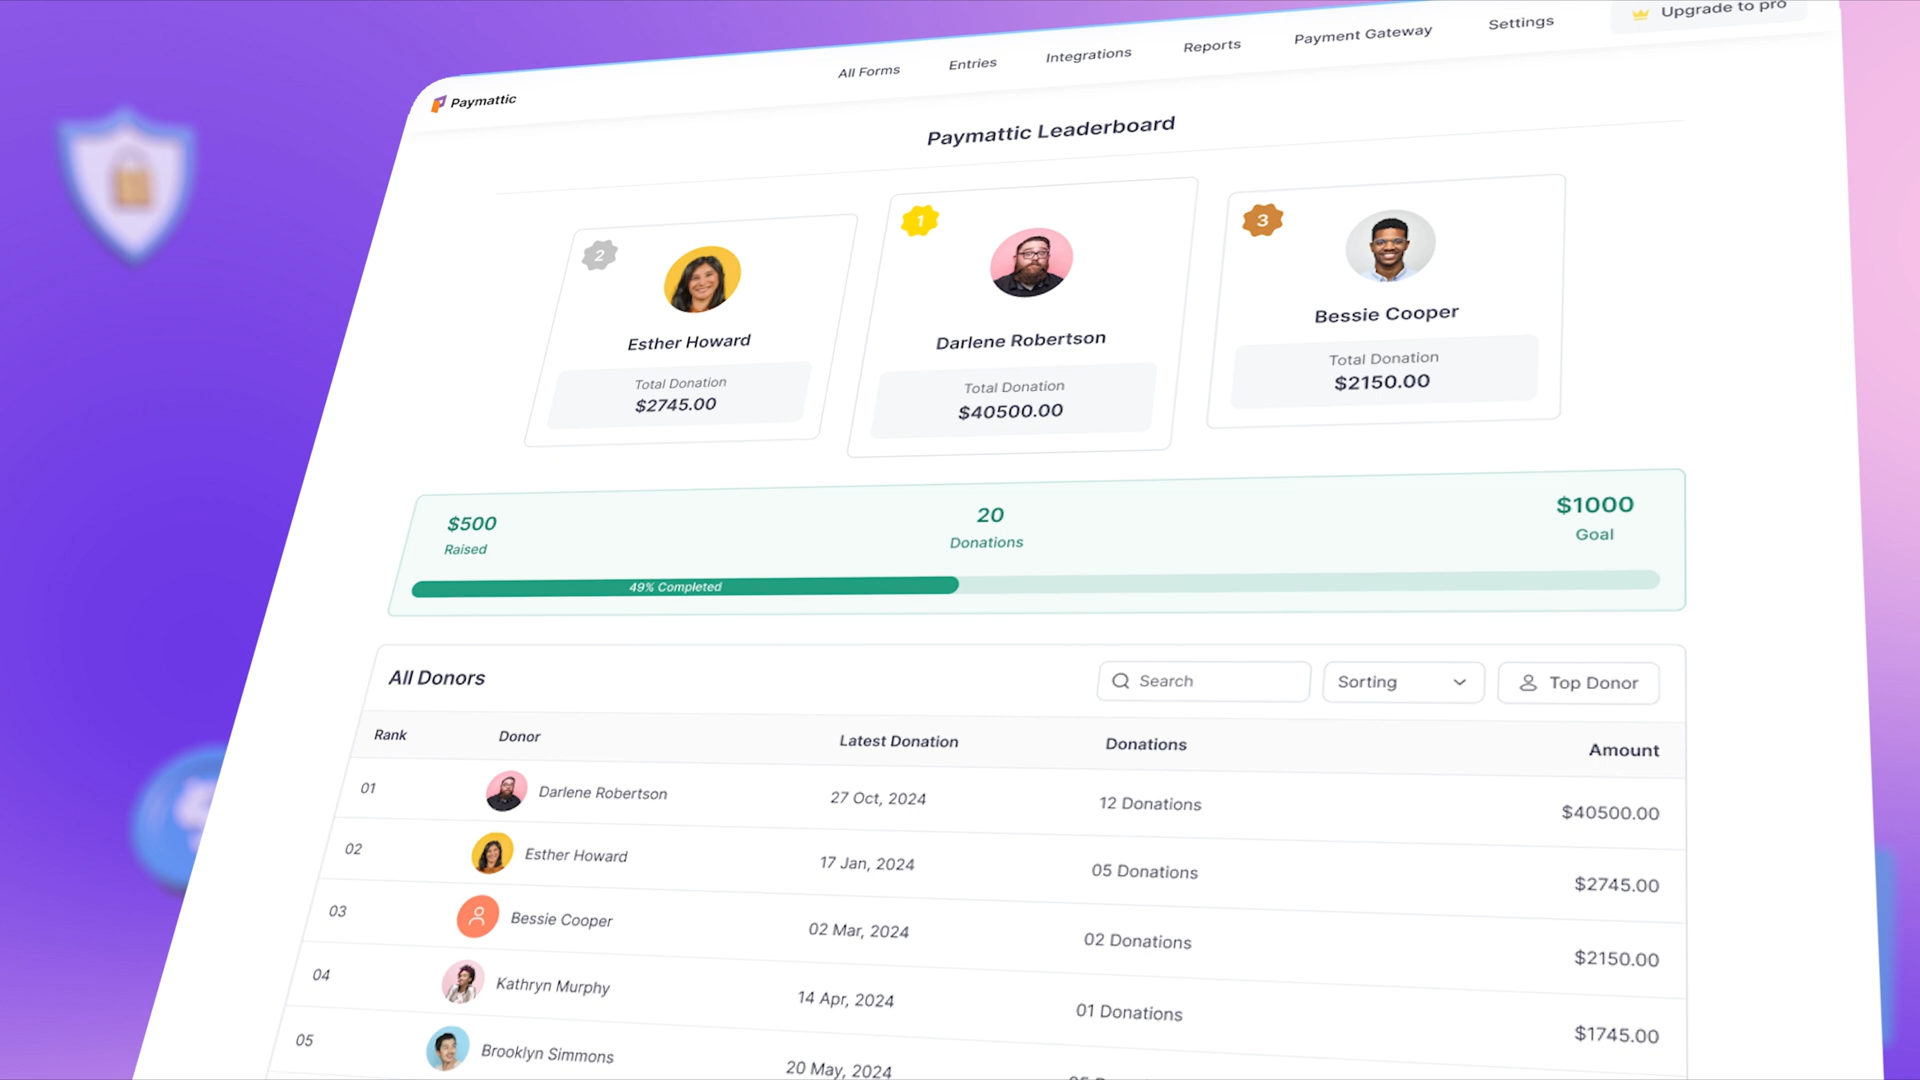 Upgrade to pro
All Forms Entries Integrations Reports Payment Gateway Settings
Paymattic
Paymattic Leaderboard
2
Esther Howard
Total Donation
$2745.00
1
Darlene Robertson
Total Donation
$40500.00
3
Bessie Cooper
Total Donation
$2150.00
$500 20 $1000
Raised Donations Goal
49% Completed
All Donors Search Sorting Top Donor
Rank Donor Latest Donation Donations Amount
01 Darlene Robertson 27 Oct, 2024 12 Donations $40500.00
02 Esther Howard 17 Jan, 2024 05 Donations $2745.00
03 Bessie Cooper 02 Mar, 2024 02 Donations $2150.00
04 Kathryn Murphy 14 Apr, 2024 01 Donations $1745.00
05 Brooklyn Simmons 20 May, 2024